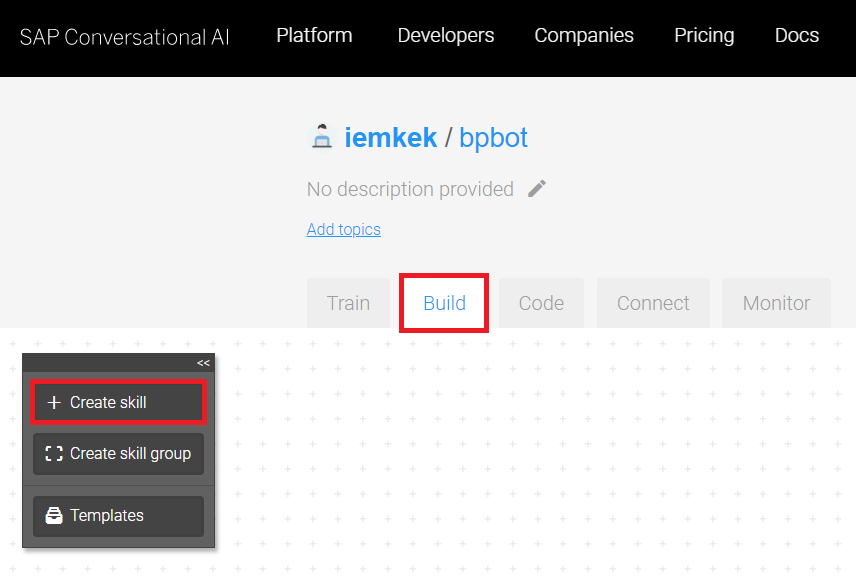 SAP Conversational AI Platform Developers Companies Pricing Docs
iemkek / bpbot
No description provided
Add topics
Train Build Code Connect Monitor
<<
+ Create skill
Create skill group
Templates